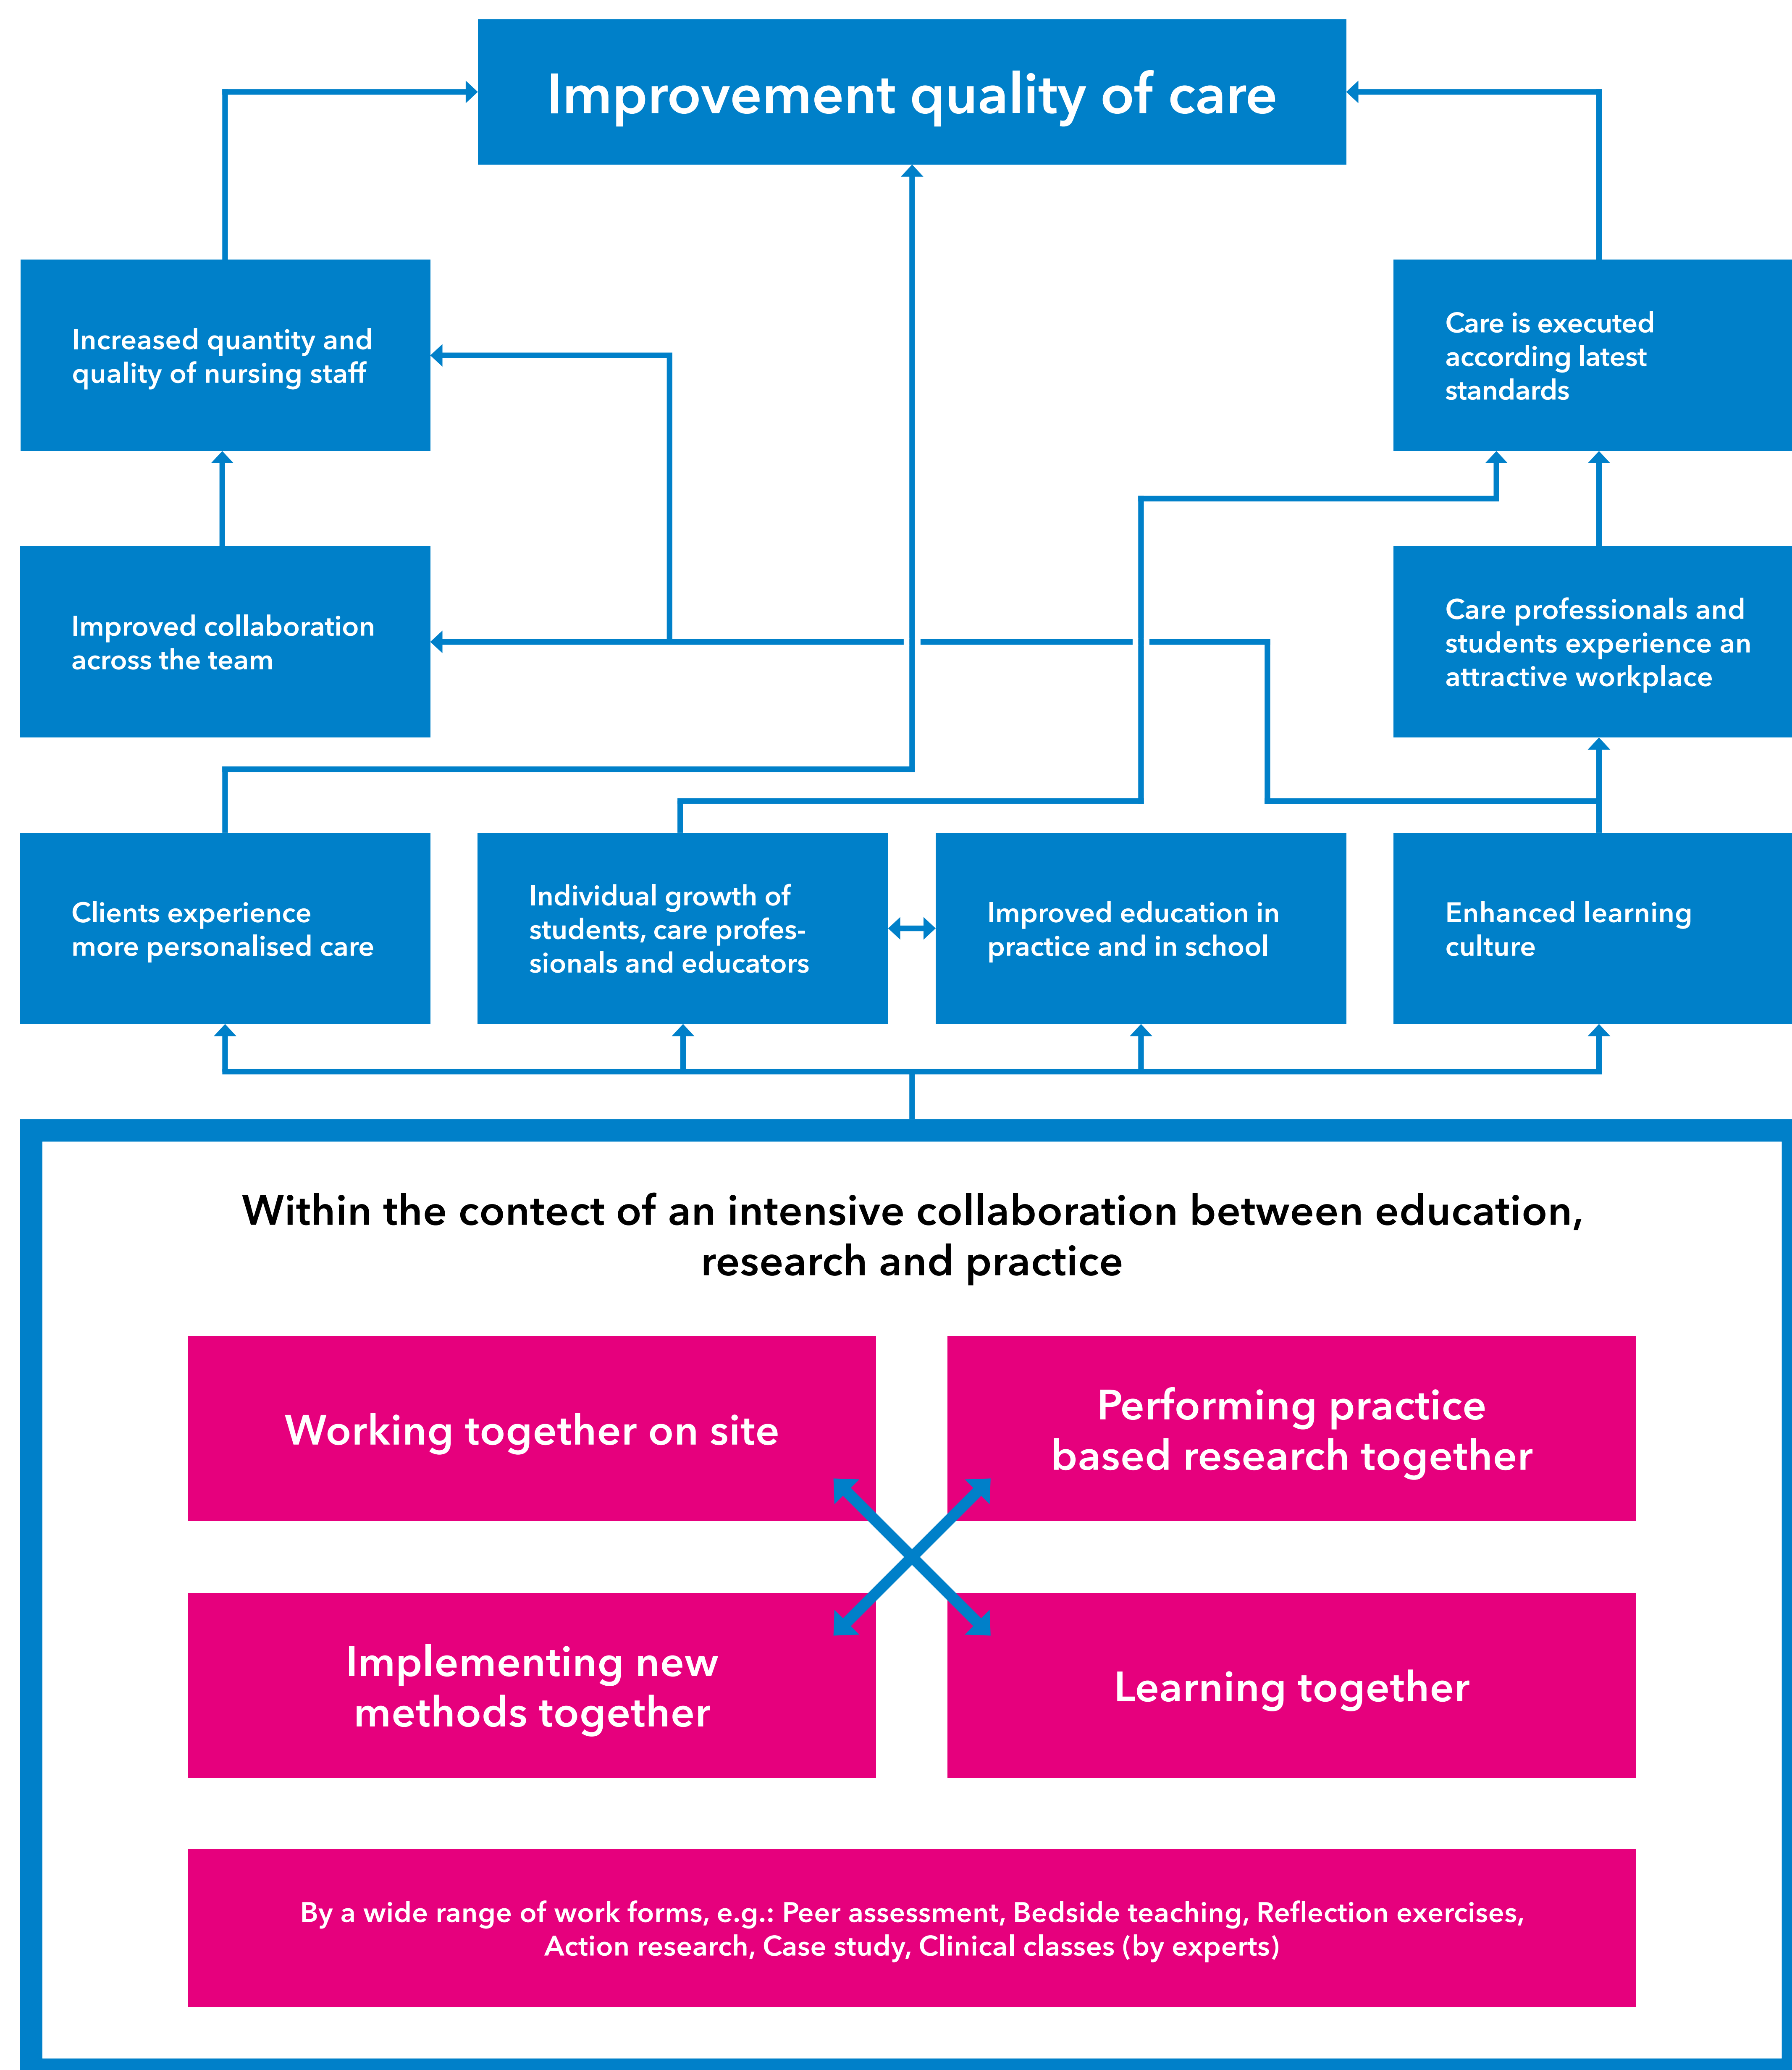 Improvement quality of care
Increased quantity and
quality of nursing staff
Care is executed
according latest
standards
Improved collaboration
across the team
Care professionals and
students experience an
attractive workplace
Clients experience
more personalised care
Individual growth of
students, care profes-
sionals and educators
Improved education in
practice and in school
Enhanced learning
culture
Within the contect of an intensive collaboration between education,
research and practice
Working together on site
Performing practice
based research together
Implementing new
methods together
Learning together
By a wide range of work forms, e.g.: Peer assessment, Bedside teaching, Reflection exercises,
Action research, Case study, Clinical classes (by experts)